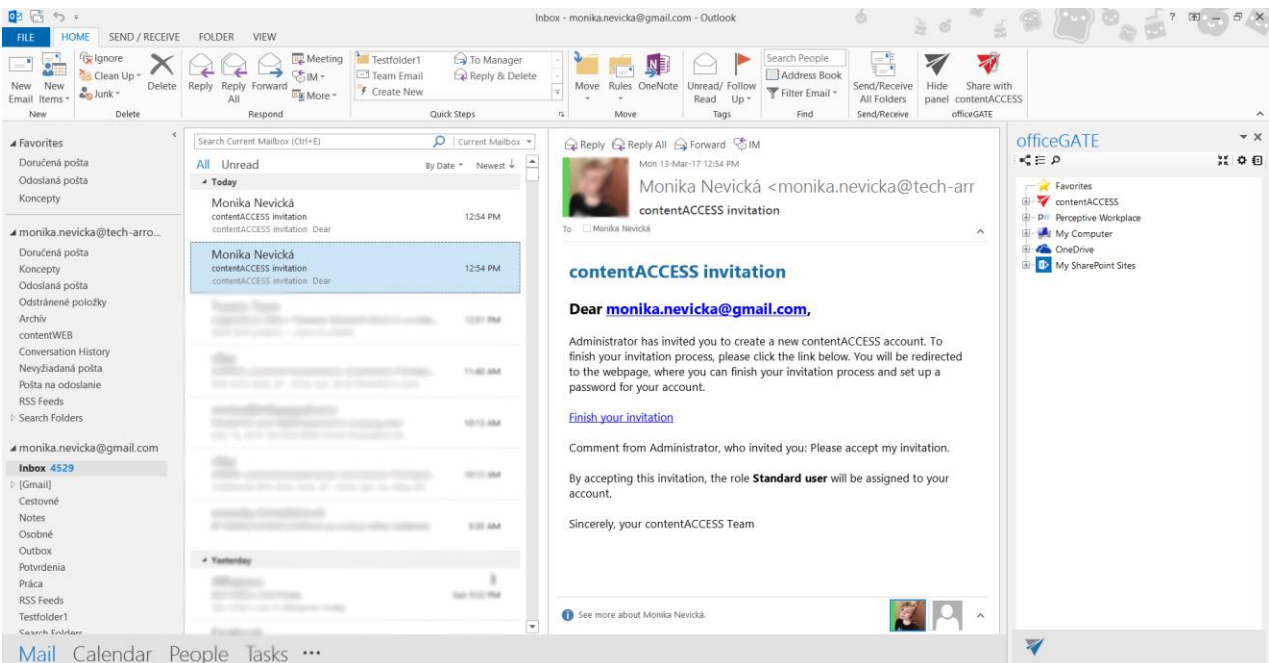 Inbox - monika.nevicka@gmail.com - Outlook
?
FILE HOME SEND / RECEIVE FOLDER VIEW
New Email
New Items
Ignore
Clean Up
Junk
Delete
Reply
Reply All
Forward
Meeting
IM
More
Testfolder1
Team Email
Create New
To Manager
Reply & Delete
Move
Rules
OneNote
Unread/ Read
Follow Up
Search People
Address Book
Filter Email
Send/Receive All Folders
Hide panel
Share with contentACCESS
New
Delete
Respond
Quick Steps
Move
Tags
Find
Send/Receive
officeGATE
Favorites
Doručená pošta
Odoslaná pošta
Koncepty
monika.nevicka@tech-arro...
Doručená pošta
Koncepty
Odoslaná pošta
Odstránené položky
Archív
contentWEB
Conversation History
Nevyžiadaná pošta
Pošta na odoslanie
RSS Feeds
Search Folders
monika.nevicka@gmail.com
Inbox 4529
[Gmail]
Cestovné
Notes
Osobné
Outbox
Potvrdenia
Práca
RSS Feeds
Testfolder1
Search Folders
Search Current Mailbox (Ctrl+E) Current Mailbox
All Unread By Date Newest
Today
Monika Nevická
contentACCESS invitation 12:54 PM
contentACCESS invitation Dear
Monika Nevická
contentACCESS invitation 12:54 PM
contentACCESS invitation Dear
Yesterday
Reply Reply All Forward IM
Mon 13-Mar-17 12:54 PM
Monika Nevická <monika.nevicka@tech-arr
contentACCESS invitation
To Monika Nevická
contentACCESS invitation
Dear monika.nevicka@gmail.com,
Administrator has invited you to create a new contentACCESS account. To
finish your invitation process, please click the link below. You will be redirected
to the webpage, where you can finish your invitation process and set up a
password for your account.
Finish your invitation
Comment from Administrator, who invited you: Please accept my invitation.
By accepting this invitation, the role Standard user will be assigned to your
account.
Sincerely, your contentACCESS Team
See more about Monika Nevická.
officeGATE
Favorites
contentACCESS
Perceptive Workplace
My Computer
OneDrive
My SharePoint Sites
Mail Calendar People Tasks ...